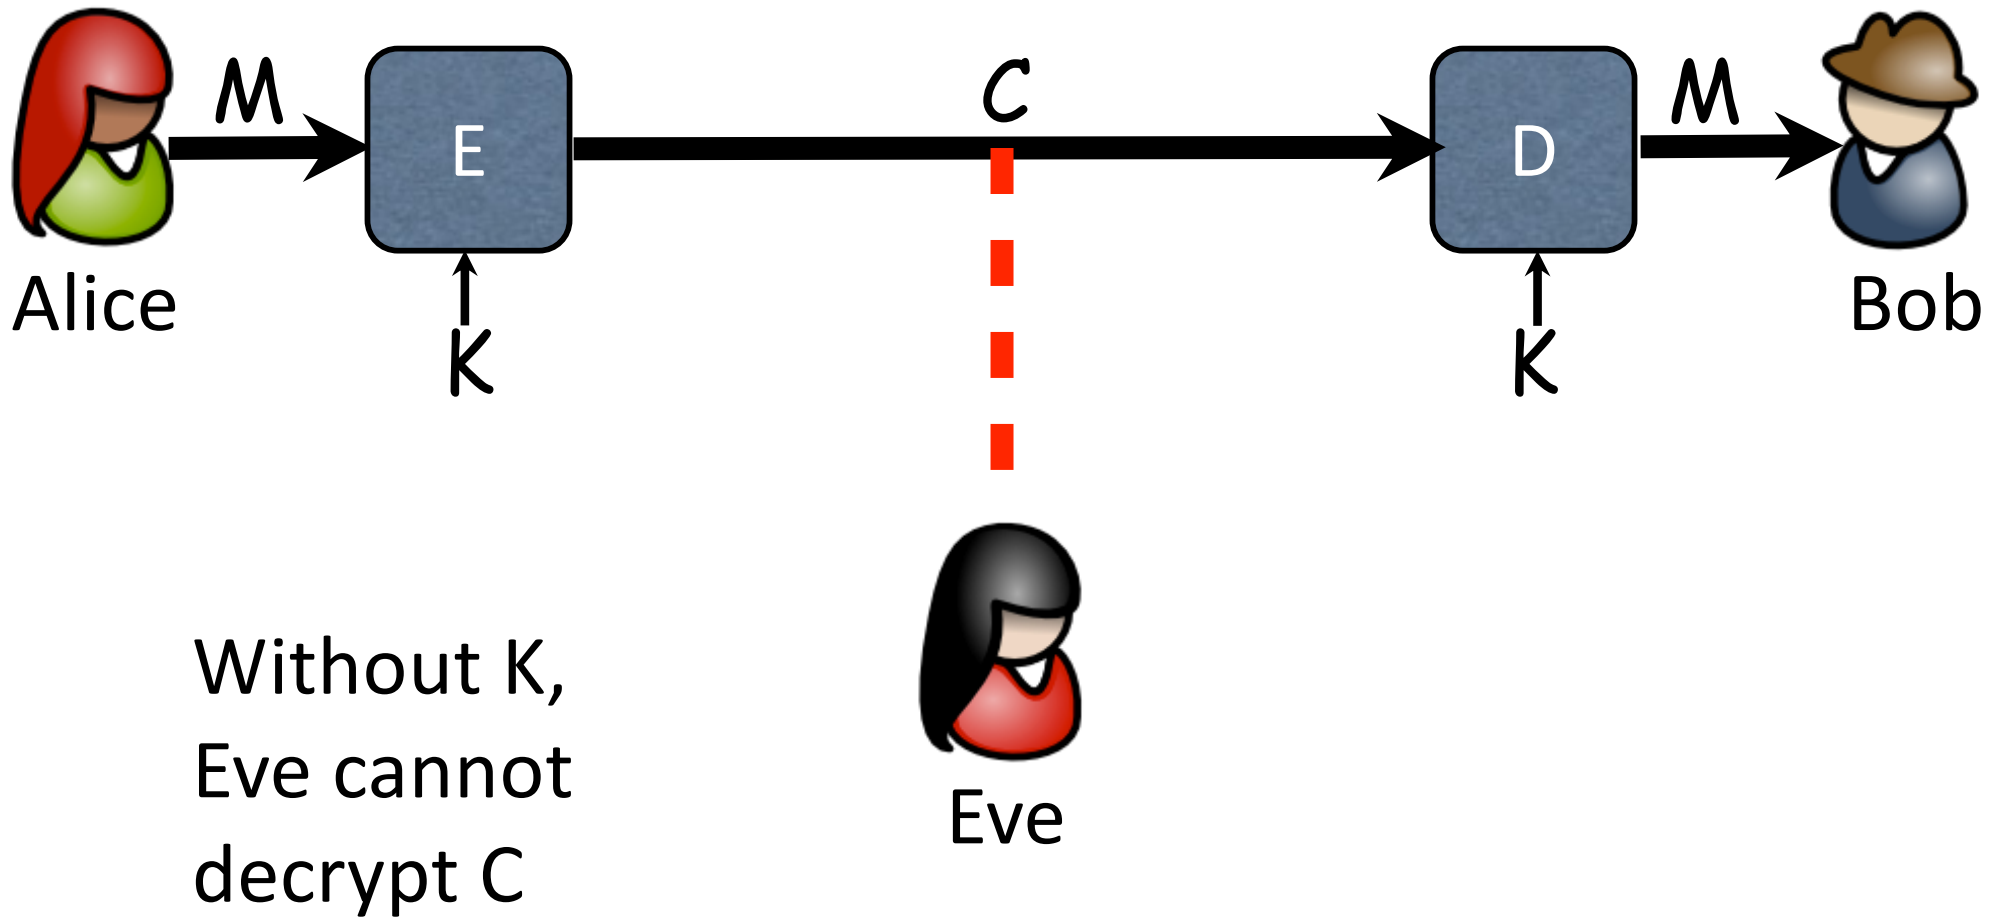 M
C
M
E
D
Alice
Bob
K
K
Without K,
Eve cannot
decrypt C
Eve